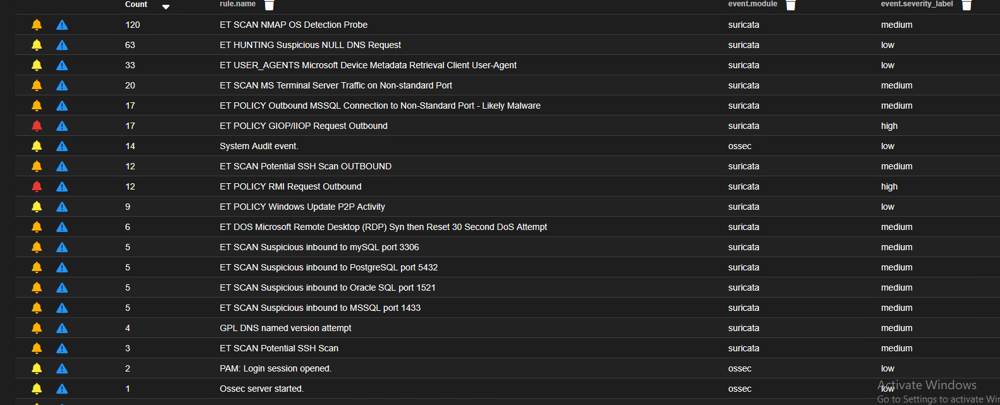 Count rule.name event.module event.severity_label
120 ET SCAN NMAP OS Detection Probe suricata medium
63 ET HUNTING Suspicious NULL DNS Request suricata low
33 ET USER_AGENTS Microsoft Device Metadata Retrieval Client User-Agent suricata low
20 ET SCAN MS Terminal Server Traffic on Non-standard Port suricata medium
17 ET POLICY Outbound MSSQL Connection to Non-Standard Port - Likely Malware suricata medium
17 ET POLICY GIOP/IIOP Request Outbound suricata high
14 System Audit event. ossec low
12 ET SCAN Potential SSH Scan OUTBOUND suricata medium
12 ET POLICY RMI Request Outbound suricata high
9 ET POLICY Windows Update P2P Activity suricata low
6 ET DOS Microsoft Remote Desktop (RDP) Syn then Reset 30 Second DoS Attempt suricata medium
5 ET SCAN Suspicious inbound to mySQL port 3306 suricata medium
5 ET SCAN Suspicious inbound to PostgreSQL port 5432 suricata medium
5 ET SCAN Suspicious inbound to Oracle SQL port 1521 suricata medium
5 ET SCAN Suspicious inbound to MSSQL port 1433 suricata medium
4 GPL DNS named version attempt suricata medium
3 ET SCAN Potential SSH Scan suricata medium
2 PAM: Login session opened. ossec low
1 Ossec server started. ossec low
Activate Windows
Go to Settings to activate Wi